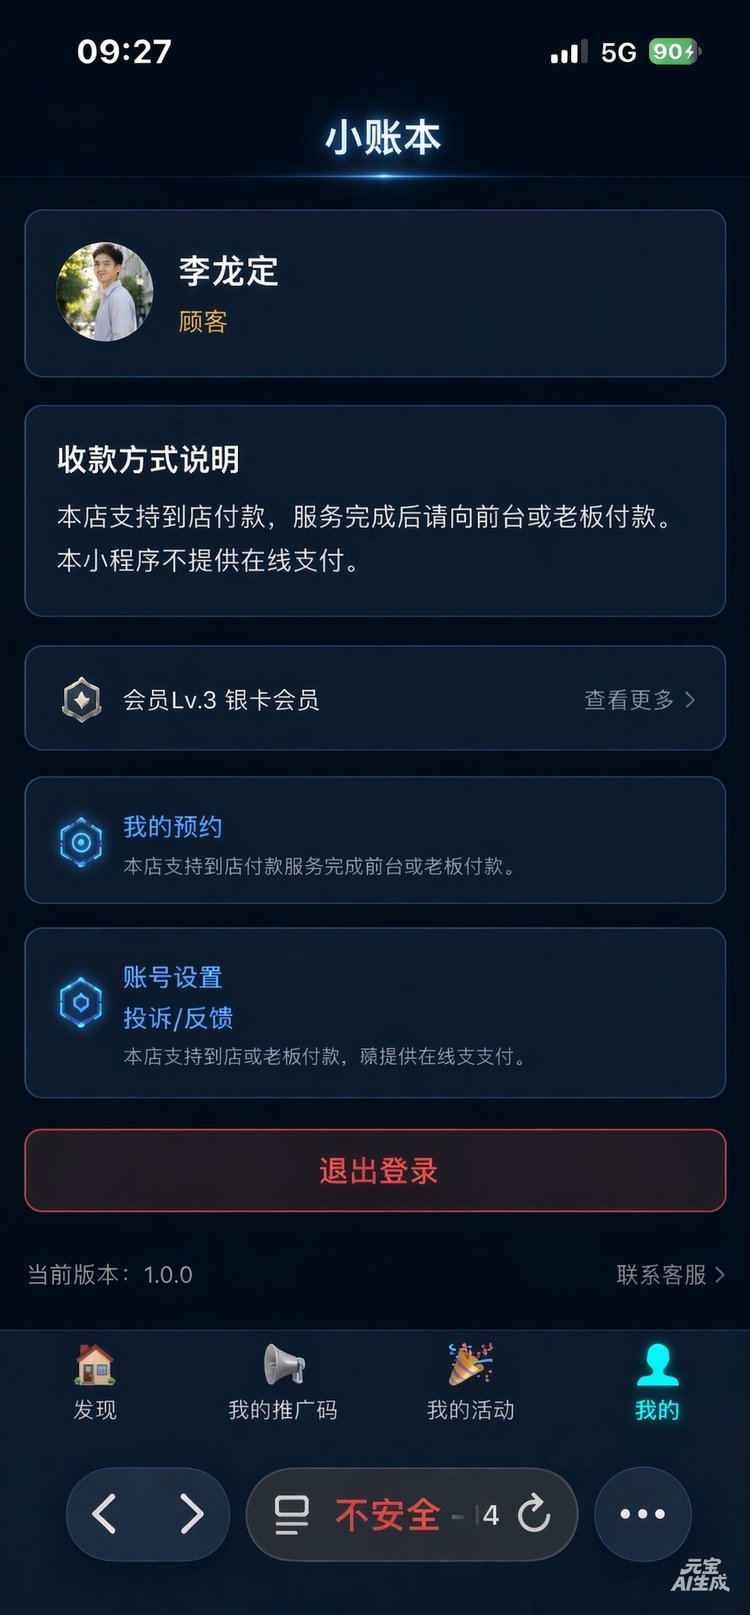 09:27
5G 90
小账本
李龙定
顾客
收款方式说明
本店支持到店付款，服务完成后请向前台或老板付款。
本小程序不提供在线支付。
会员Lv.3 银卡会员 查看更多
我的预约
本店支持到店付款服务完成前台或老板付款。
账号设置
投诉/反馈
本店支持到店或老板付款，提供在线支支付。
退出登录
当前版本：1.0.0 联系客服
发现 我的推广码 我的活动 我的
不安全 - 4
元宝
AI生成